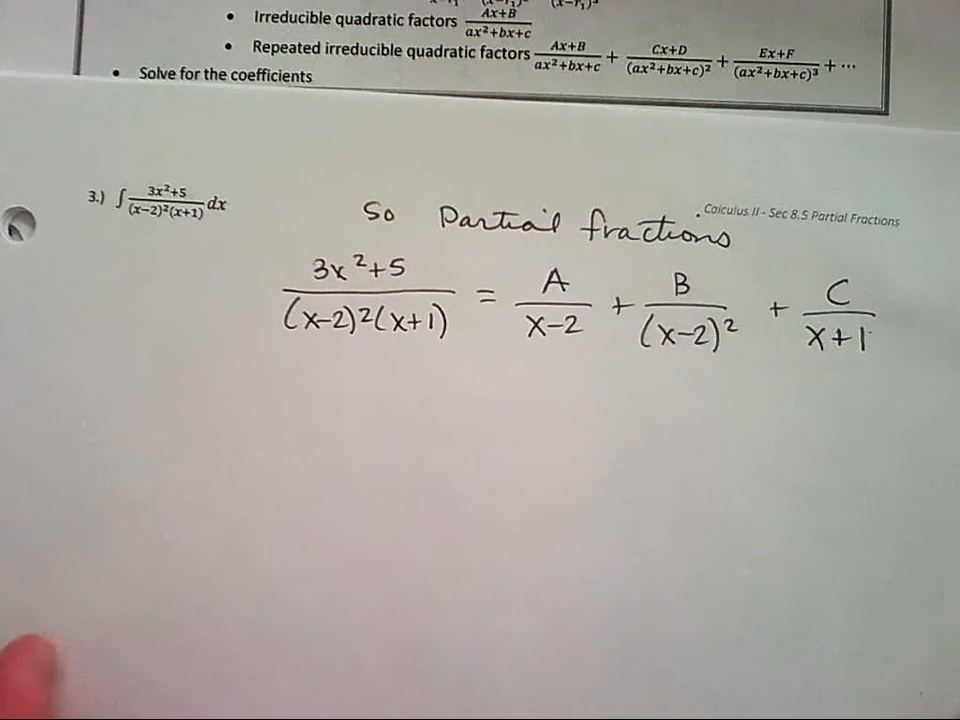 • Irreducible quadratic factors Ax+B/ax²+bx+c
• Repeated irreducible quadratic factors Ax+B/ax²+bx+c + Cx+D/(ax²+bx+c)² + Ex+F/(ax²+bx+c)³ + ⋯
• Solve for the coefficients
Calculus II - Sec 8.5 Partial Fractions
3.) ∫ 3x²+5/(x−2)²(x+1) dx
So Partial fractions
3x²+5/(x-2)²(x+1) = A/x-2 + B/(x-2)² + C/x+1